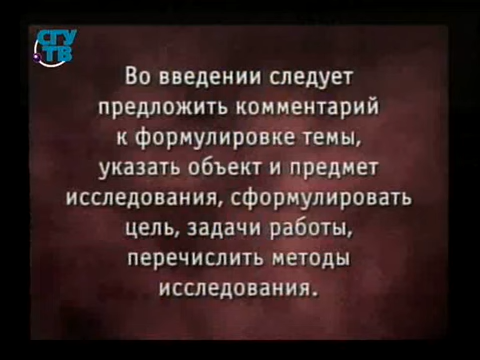 СГУ
ТВ
Во введении следует
предложить комментарий
к формулировке темы,
указать объект и предмет
исследования, сформулировать
цель, задачи работы,
перечислить методы
исследования.